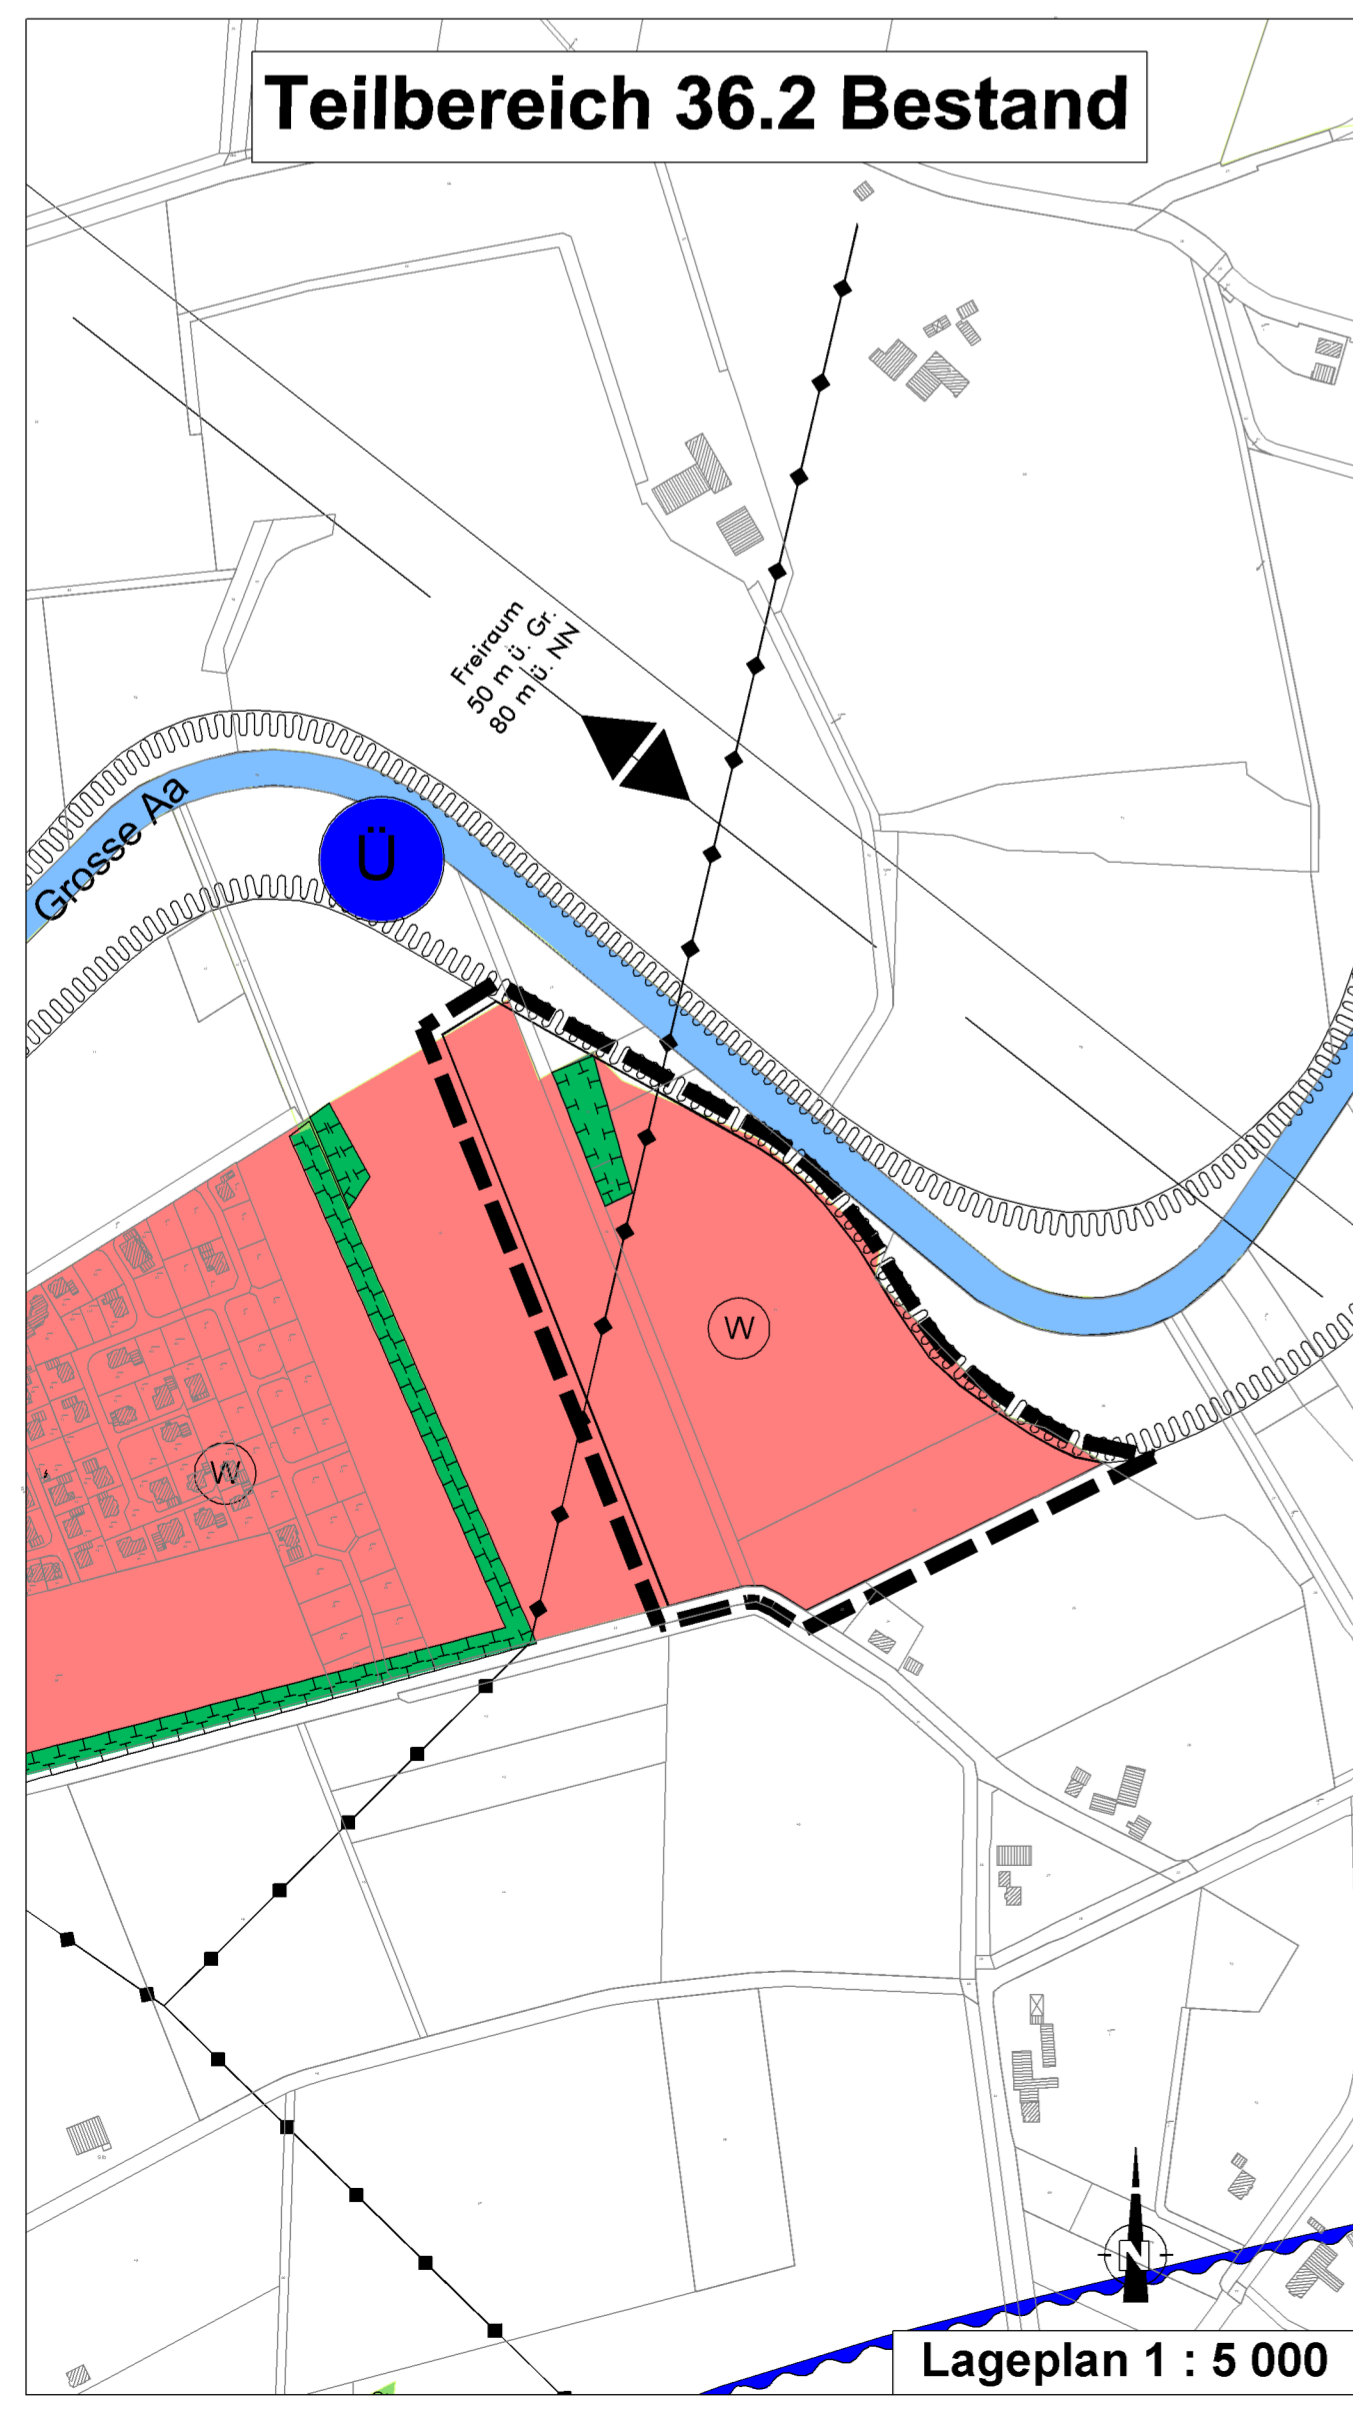 Teilbereich 36.2 Bestand
Freiraum
50 m ü. Gr.
80 m ü. NN
Grosse Aa
Ü
W
W
N
Lageplan 1 : 5 000